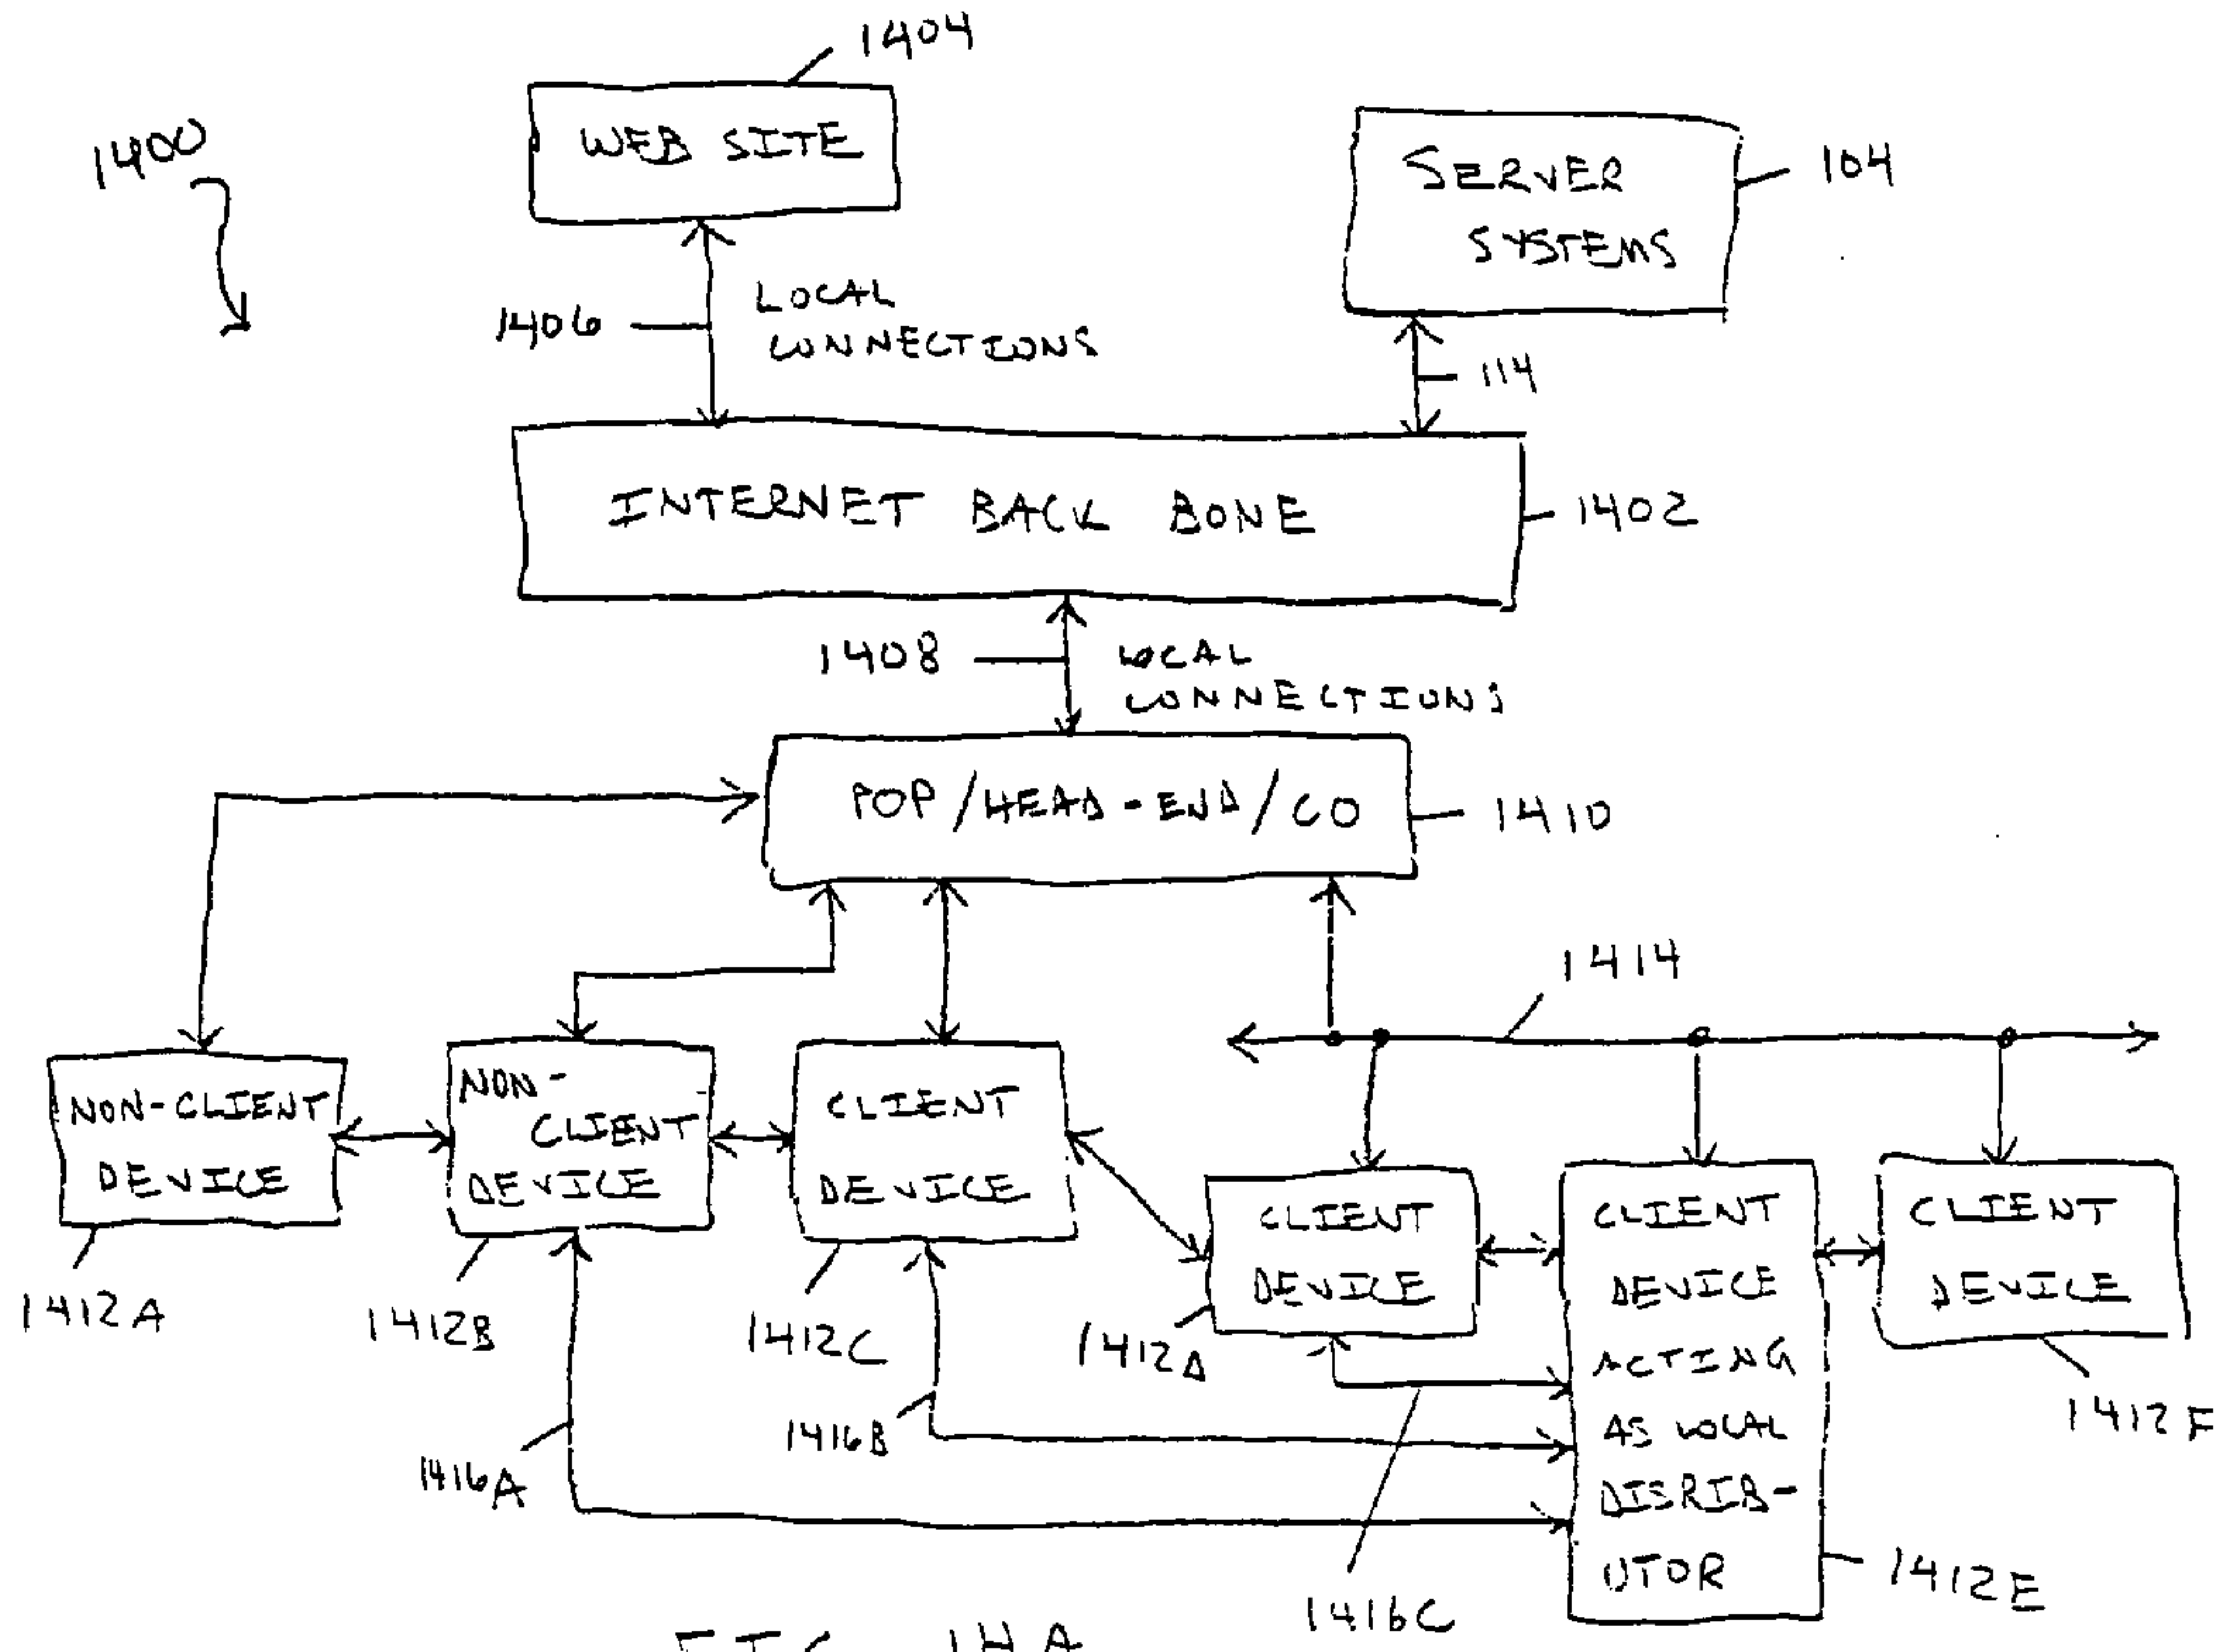 1404
1400
WEB SITE
SERVER
SYSTEMS
104
1406
LOCAL
CONNECTIONS
114
INTERNET BACK BONE
1402
1408
LOCAL
CONNECTIONS
POP/HEAD-END/CO
1410
1414
NON-CLIENT
DEVICE
NON-
CLIENT
DEVICE
CLIENT
DEVICE
CLIENT
DEVICE
CLIENT
DEVICE
ACTING
AS LOCAL
DISRIB-
UTOR
CLIENT
DEVICE
1412A
1412B
1412C
1412D
1412F
1416A
1416B
1416C
1412E
FIG. 14A